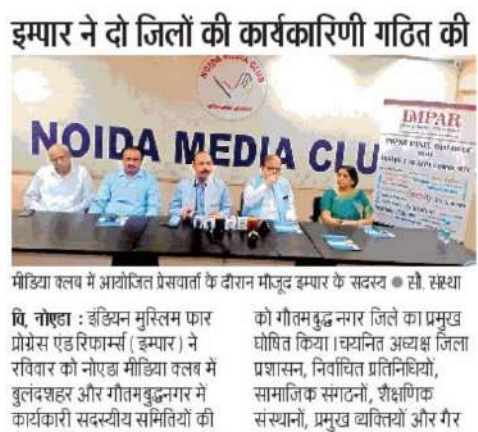 इम्पार ने दो जिलों की कार्यकारिणी गठित की
NOIDA MEDIA CLUB
NOIDA MEDIA CLU
IMPAR
मीडिया क्लब में आयोजित प्रेसवार्ता के दौरान मौजूद इम्पार के सदस्य ● सौ. संस्था
वि, नोएडा : इंडियन मुस्लिम फार
प्रोग्रेस एंड रिफार्म्स (इम्पार) ने
रविवार को नोएडा मीडिया क्लब में
बुलंदशहर और गौतमबुद्धनगर में
कार्यकारी सदस्यीय समितियों की
को गौतमबुद्ध नगर जिले का प्रमुख
घोषित किया।चयनित अध्यक्ष जिला
प्रशासन, निर्वाचित प्रतिनिधियों,
सामाजिक संगठनों, शैक्षणिक
संस्थानों, प्रमुख व्यक्तियों और गैर